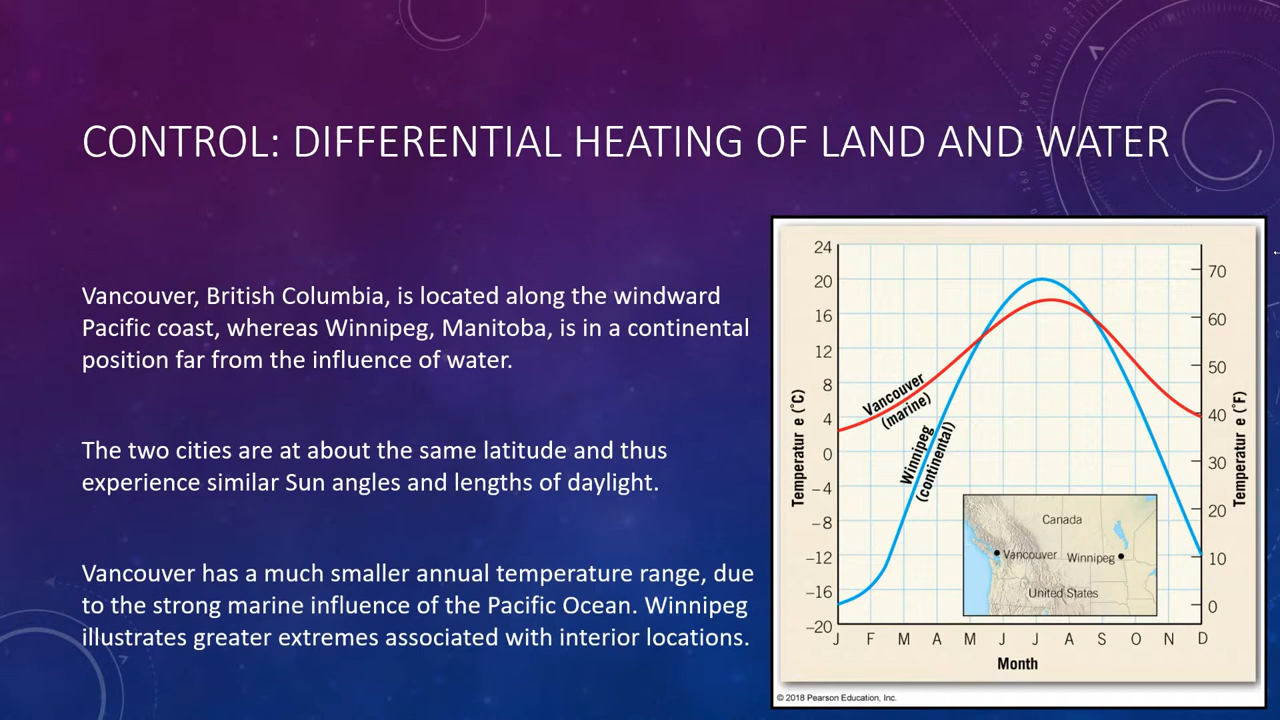 CONTROL: DIFFERENTIAL HEATING OF LAND AND WATER
Vancouver, British Columbia, is located along the windward
Pacific coast, whereas Winnipeg, Manitoba, is in a continental
position far from the influence of water.
The two cities are at about the same latitude and thus
experience similar Sun angles and lengths of daylight.
Vancouver has a much smaller annual temperature range, due
to the strong marine influence of the Pacific Ocean. Winnipeg
illustrates greater extremes associated with interior locations.
24
20
16
12
8
4
0
−4
−8
−12
−16
−20
Temperatur e (°C)
70
60
50
40
30
20
10
0
Temperatur e (°F)
Vancouver
(marine)
Winnipeg
(continental)
Canada
Vancouver
Winnipeg
United States
J F M A M J J A S O N D
Month
© 2018 Pearson Education, Inc.
160
190
200